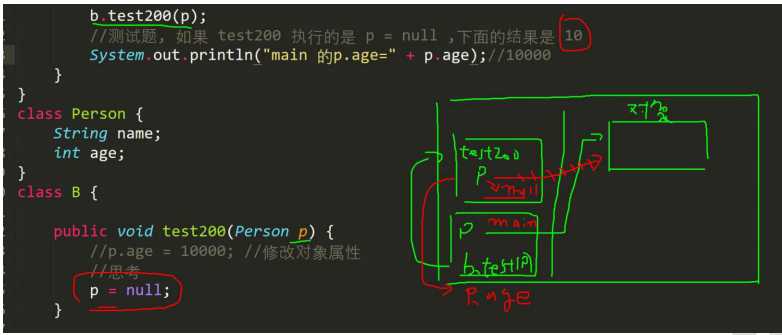 b.test200(p);
//测试题, 如果 test200 执行的是 p = null ,下面的结果是 10
System.out.println("main 的p.age=" + p.age);//10000
}
}
class Person {
String name;
int age;
}
class B {
public void test200(Person p) {
//p.age = 10000; //修改对象属性
//思考
p = null;
}
test200
p
null
p main
b.test(p)
p.age